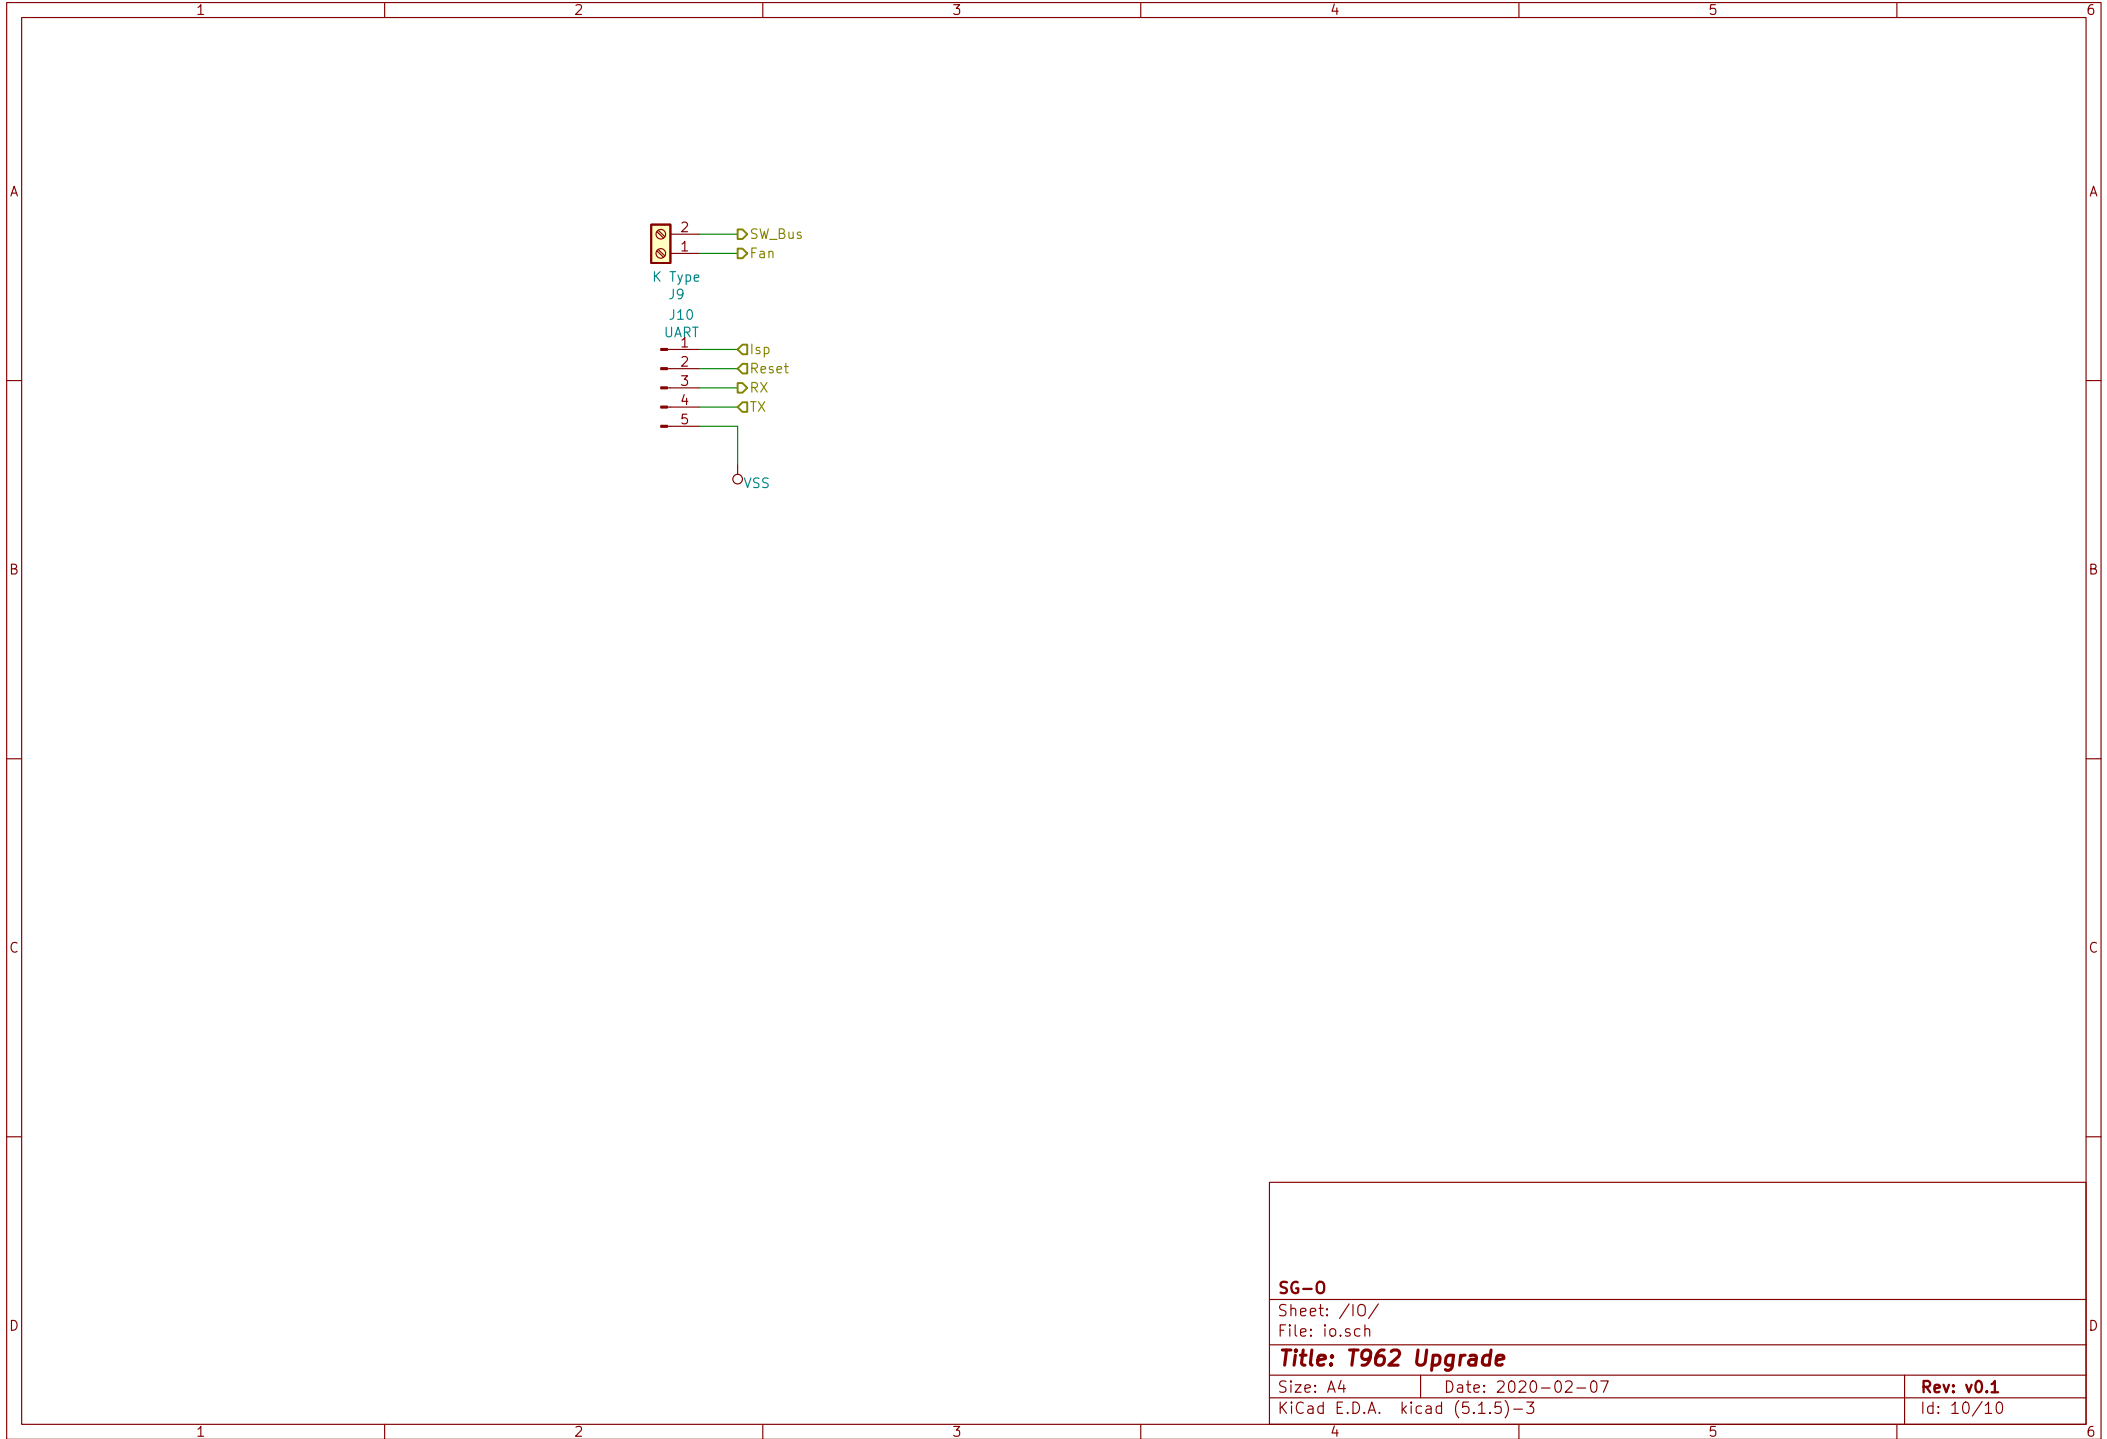 1 2 3 4 5 6
A A
2 SW_Bus
1 Fan
K Type
J9
J10
UART
1 Isp
2 Reset
3 RX
4 TX
5
VSS
B B
C C
SG-O
Sheet: /IO/
File: io.sch
D D
Title: T962 Upgrade
Size: A4 Date: 2020-02-07 Rev: v0.1
KiCad E.D.A. kicad (5.1.5)-3 Id: 10/10
1 2 3 4 5 6